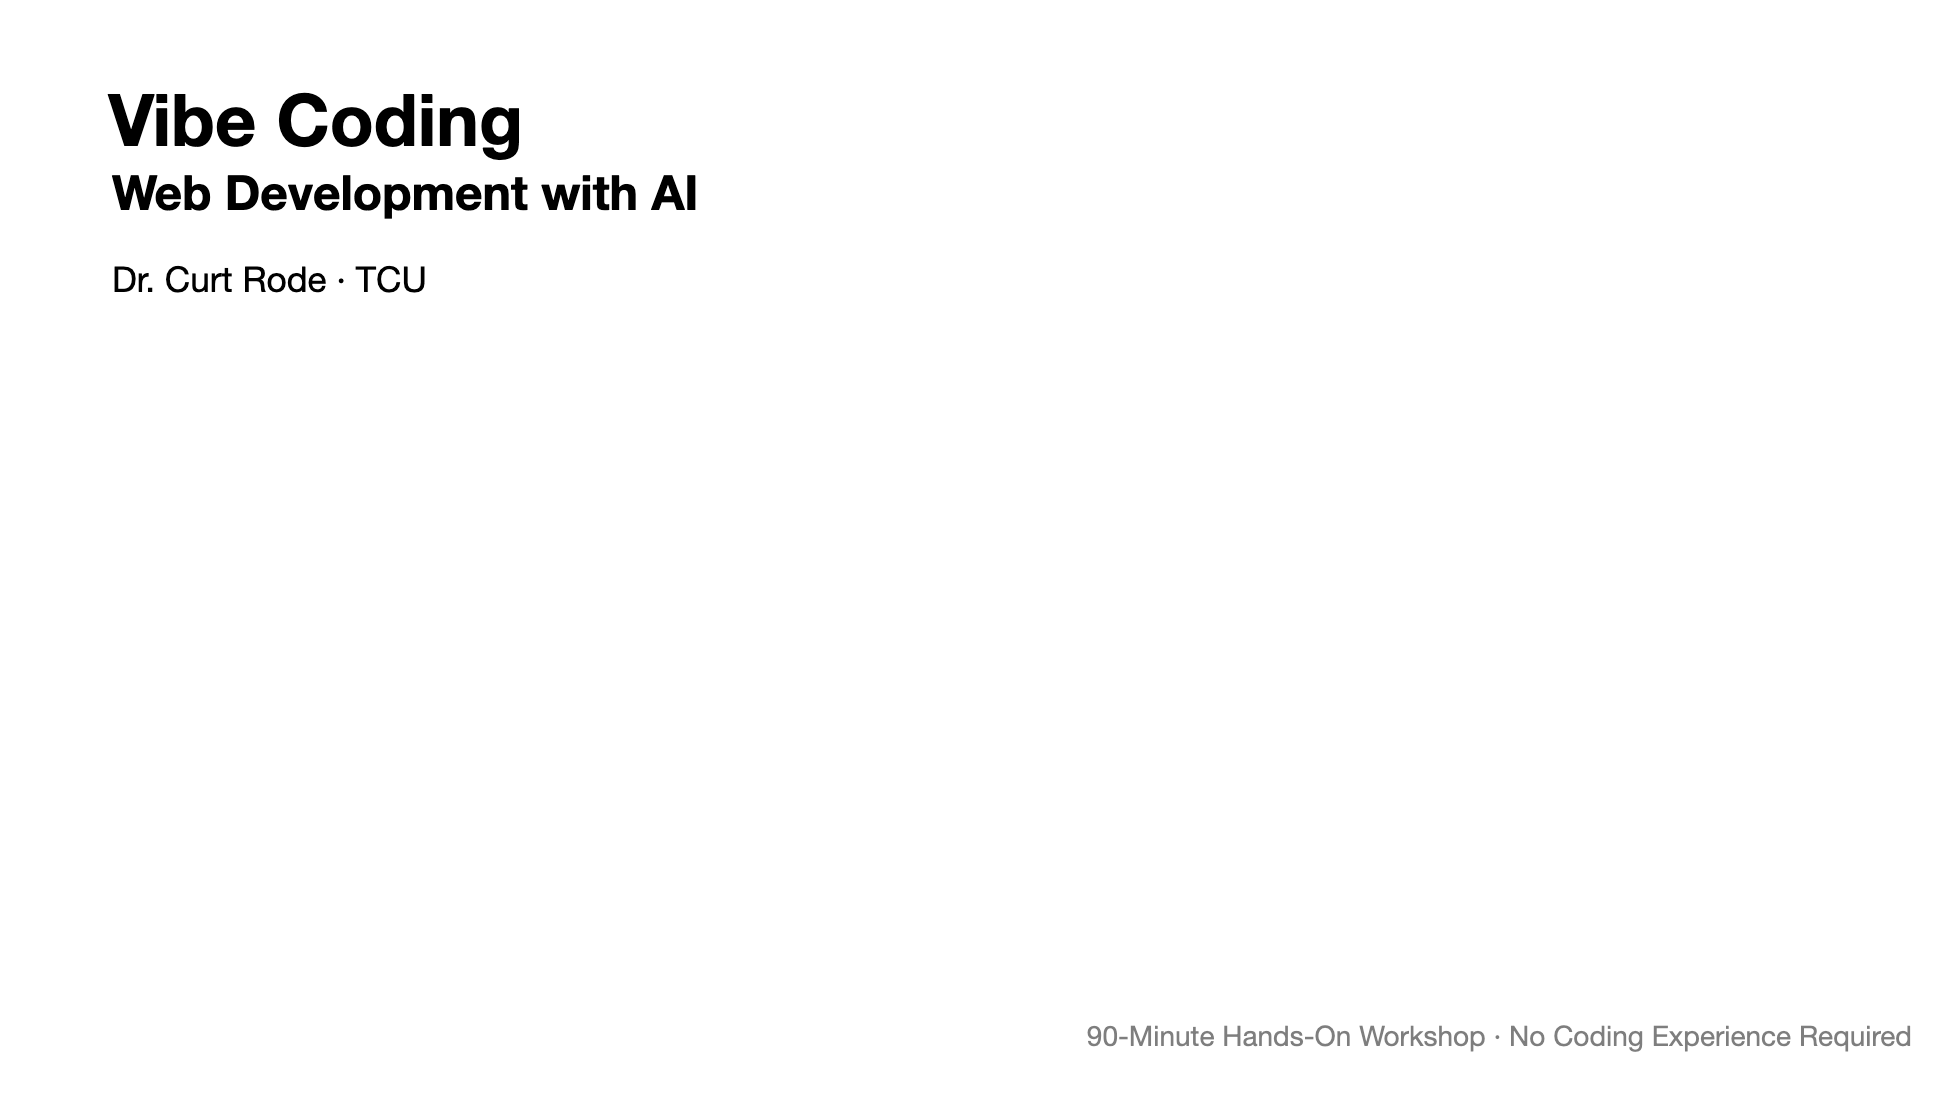 Vibe Coding
Web Development with AI
Dr. Curt Rode · TCU
90-Minute Hands-On Workshop · No Coding Experience Required